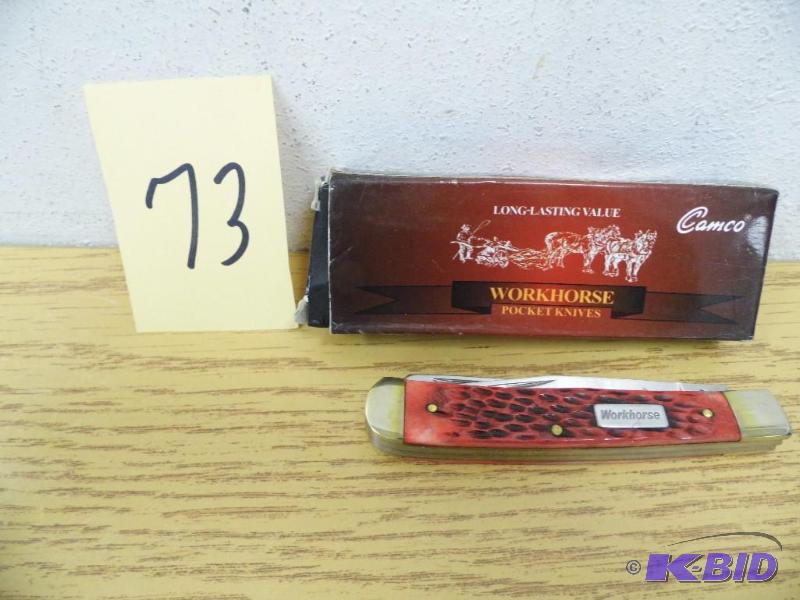 73
LONG-LASTING VALUE
Camco®
WORKHORSE
POCKET KNIVES
Workhorse
© K-BID